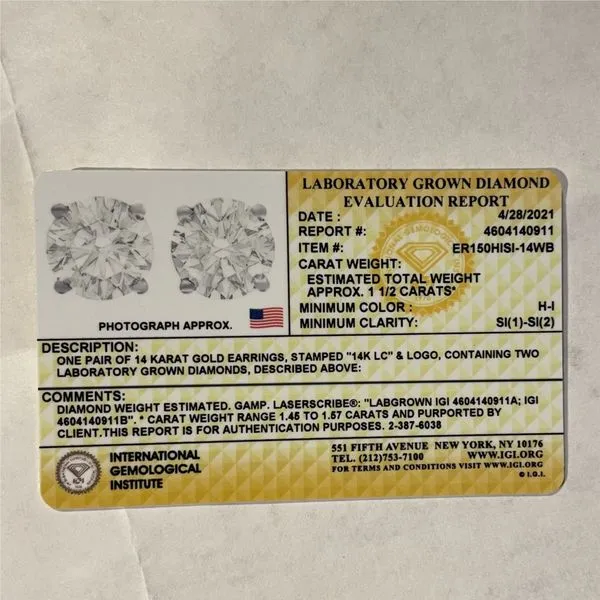 LABORATORY GROWN DIAMOND
EVALUATION REPORT
DATE : 4/28/2021
REPORT #: 4604140911
ITEM #: ER150HISI-14WB
CARAT WEIGHT:
ESTIMATED TOTAL WEIGHT
APPROX. 1 1/2 CARATS*
MINIMUM COLOR : H-I
MINIMUM CLARITY: SI(1)-SI(2)
PHOTOGRAPH APPROX.
DESCRIPTION:
ONE PAIR OF 14 KARAT GOLD EARRINGS, STAMPED "14K LC" & LOGO, CONTAINING TWO
LABORATORY GROWN DIAMONDS, DESCRIBED ABOVE:
COMMENTS:
DIAMOND WEIGHT ESTIMATED. GAMP. LASERSCRIBE®: "LABGROWN IGI 4604140911A; IGI
4604140911B". * CARAT WEIGHT RANGE 1.45 TO 1.57 CARATS AND PURPORTED BY
CLIENT.THIS REPORT IS FOR AUTHENTICATION PURPOSES. 2-387-6038
INTERNATIONAL
GEMOLOGICAL
INSTITUTE
551 FIFTH AVENUE NEW YORK, NY 10176
TEL. (212)753-7100 WWW.IGI.ORG
FOR TERMS AND CONDITIONS VISIT WWW.IGI.ORG
© I.G.I.